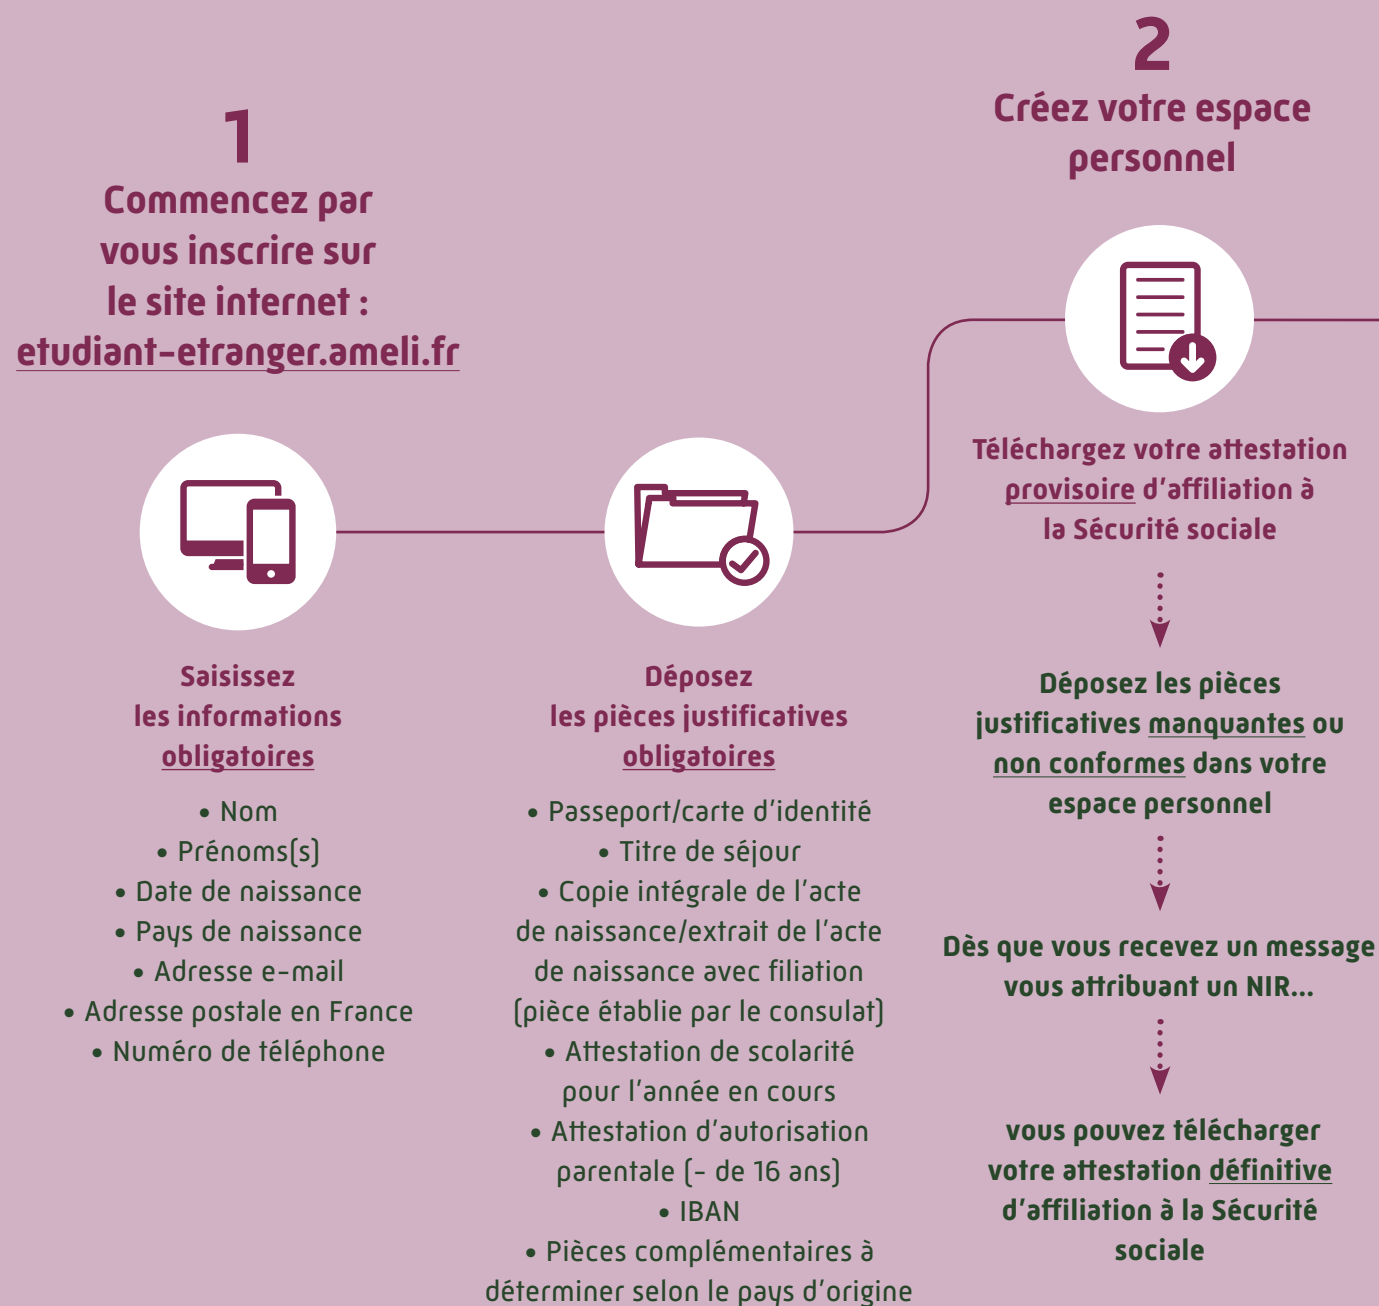 1
Commencez par
vous inscrire sur
le site internet :
etudiant-etranger.ameli.fr
Saisissez
les informations
obligatoires
• Nom
• Prénoms(s)
• Date de naissance
• Pays de naissance
• Adresse e-mail
• Adresse postale en France
• Numéro de téléphone
Déposez
les pièces justificatives
obligatoires
• Passeport/carte d'identité
• Titre de séjour
• Copie intégrale de l'acte
de naissance/extrait de l'acte
de naissance avec filiation
(pièce établie par le consulat)
• Attestation de scolarité
pour l'année en cours
• Attestation d'autorisation
parentale (- de 16 ans)
• IBAN
• Pièces complémentaires à
déterminer selon le pays d'origine
2
Créez votre espace
personnel
Téléchargez votre attestation
provisoire d'affiliation à
la Sécurité sociale
Déposez les pièces
justificatives manquantes ou
non conformes dans votre
espace personnel
Dès que vous recevez un message
vous attribuant un NIR...
vous pouvez télécharger
votre attestation définitive
d'affiliation à la Sécurité
sociale